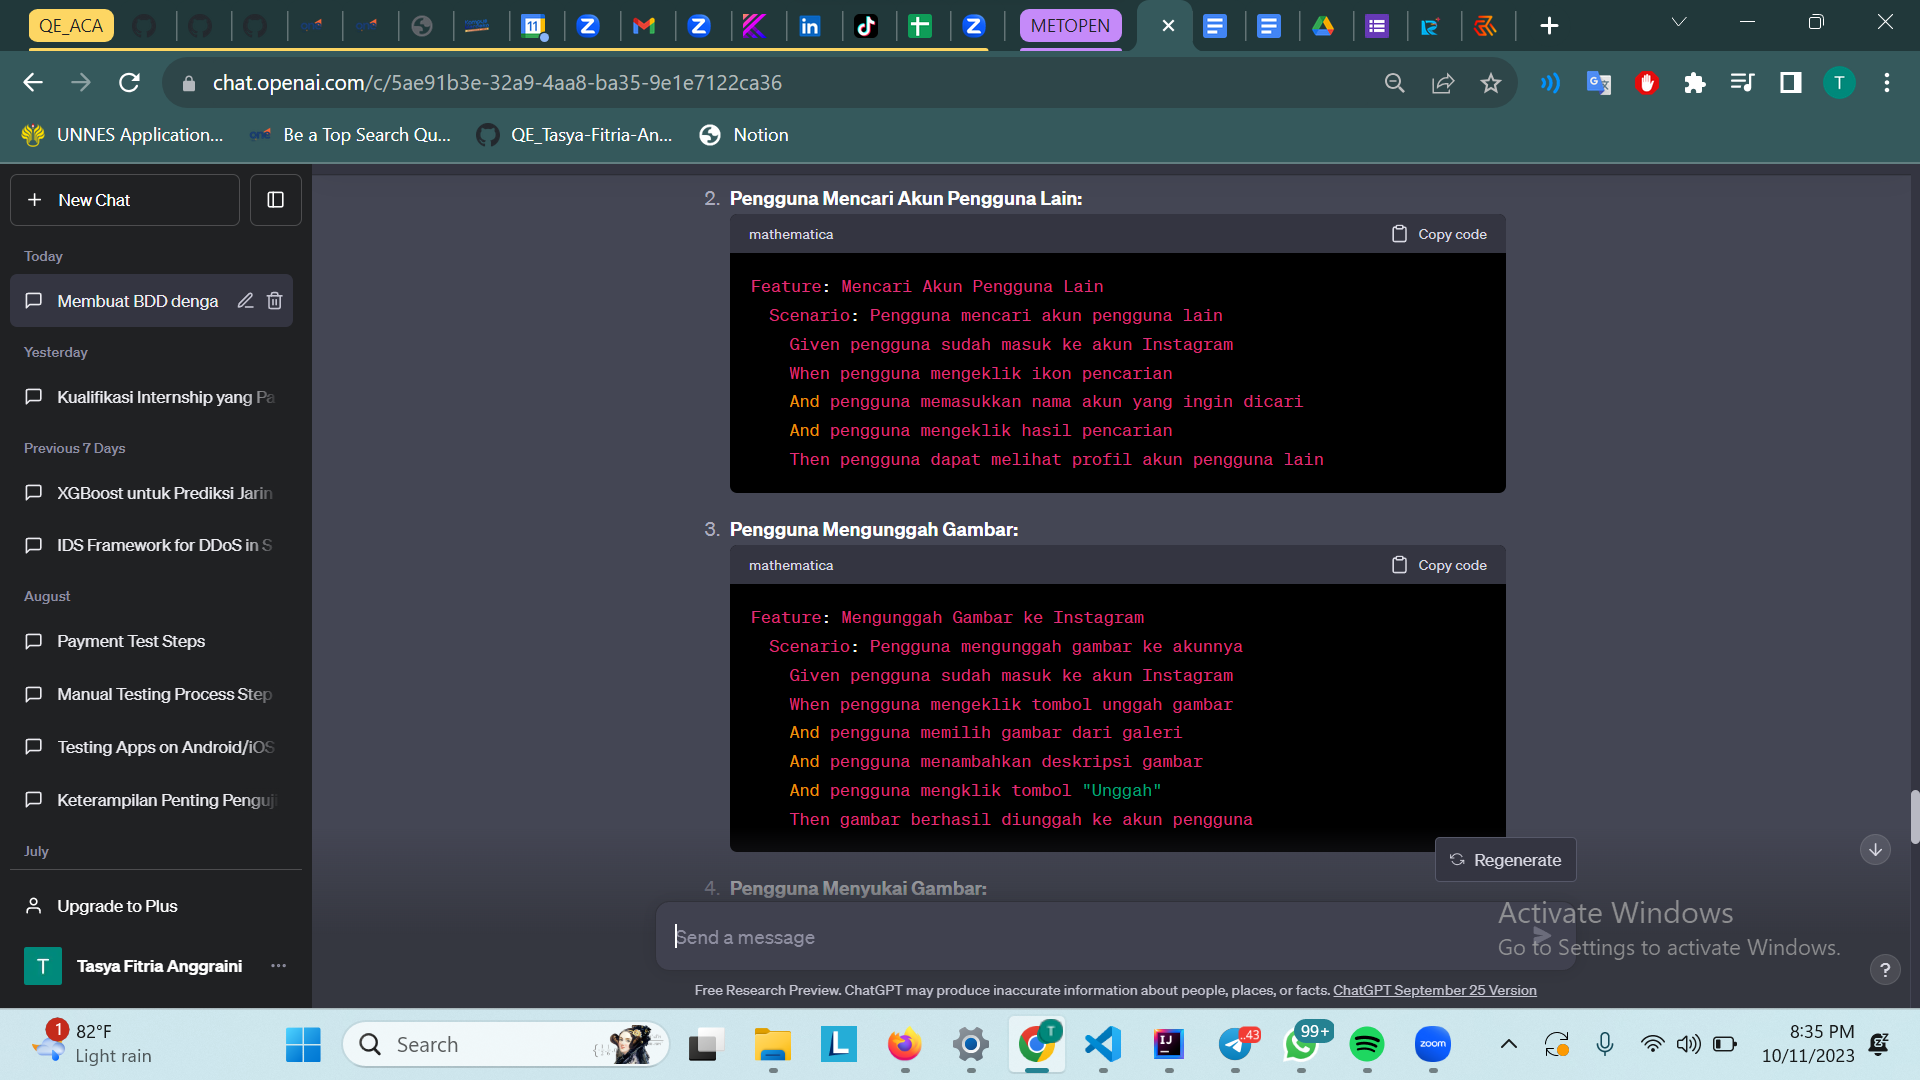 QE_ACA
11
METOPEN
chat.openai.com/c/5ae91b3e-32a9-4aa8-ba35-9e1e7122ca36
T
UNNES Application...
one
Be a Top Search Qu...
QE_Tasya-Fitria-An...
Notion
New Chat
Today
Membuat BDD denga
Yesterday
Kualifikasi Internship yang Pa
Previous 7 Days
XGBoost untuk Prediksi Jarin
IDS Framework for DDoS in S
August
Payment Test Steps
Manual Testing Process Step
Testing Apps on Android/iOS
Keterampilan Penting Penguji
July
Upgrade to Plus
T
Tasya Fitria Anggraini
2. Pengguna Mencari Akun Pengguna Lain:
mathematica
Copy code
Feature: Mencari Akun Pengguna Lain
Scenario: Pengguna mencari akun pengguna lain
Given pengguna sudah masuk ke akun Instagram
When pengguna mengeklik ikon pencarian
And pengguna memasukkan nama akun yang ingin dicari
And pengguna mengeklik hasil pencarian
Then pengguna dapat melihat profil akun pengguna lain
3. Pengguna Mengunggah Gambar:
mathematica
Copy code
Feature: Mengunggah Gambar ke Instagram
Scenario: Pengguna mengunggah gambar ke akunnya
Given pengguna sudah masuk ke akun Instagram
When pengguna mengeklik tombol unggah gambar
And pengguna memilih gambar dari galeri
And pengguna menambahkan deskripsi gambar
And pengguna mengklik tombol "Unggah"
Then gambar berhasil diunggah ke akun pengguna
Regenerate
4. Pengguna Menyukai Gambar:
Send a message
Activate Windows
Go to Settings to activate Windows.
?
Free Research Preview. ChatGPT may produce inaccurate information about people, places, or facts. ChatGPT September 25 Version
1
82°F
Light rain
Search
L
T
IJ
43
99+
zoom
8:35 PM
10/11/2023